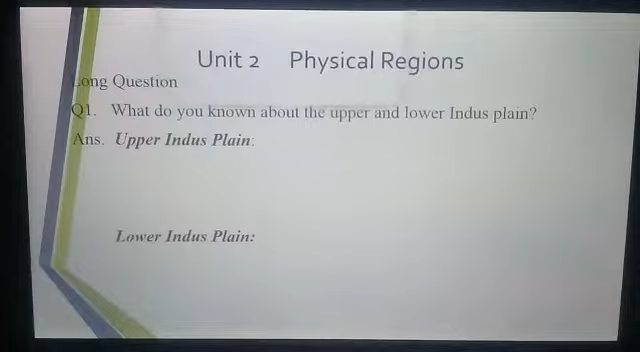 Unit 2 Physical Regions
Long Question
Q1. What do you known about the upper and lower Indus plain?
Ans. Upper Indus Plain:
Lower Indus Plain: